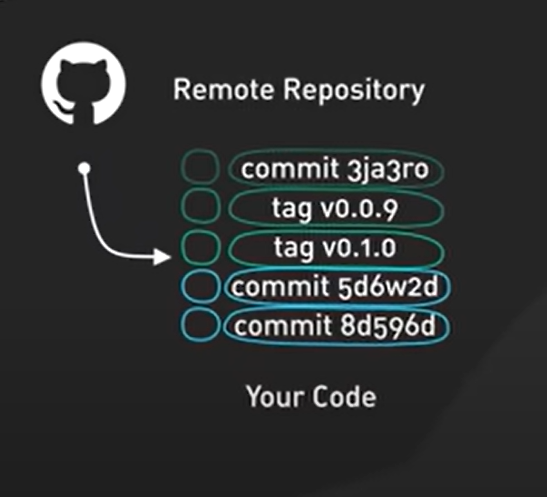 Remote Repository
commit 3ja3ro
tag v0.0.9
tag v0.1.0
commit 5d6w2d
commit 8d596d
Your Code